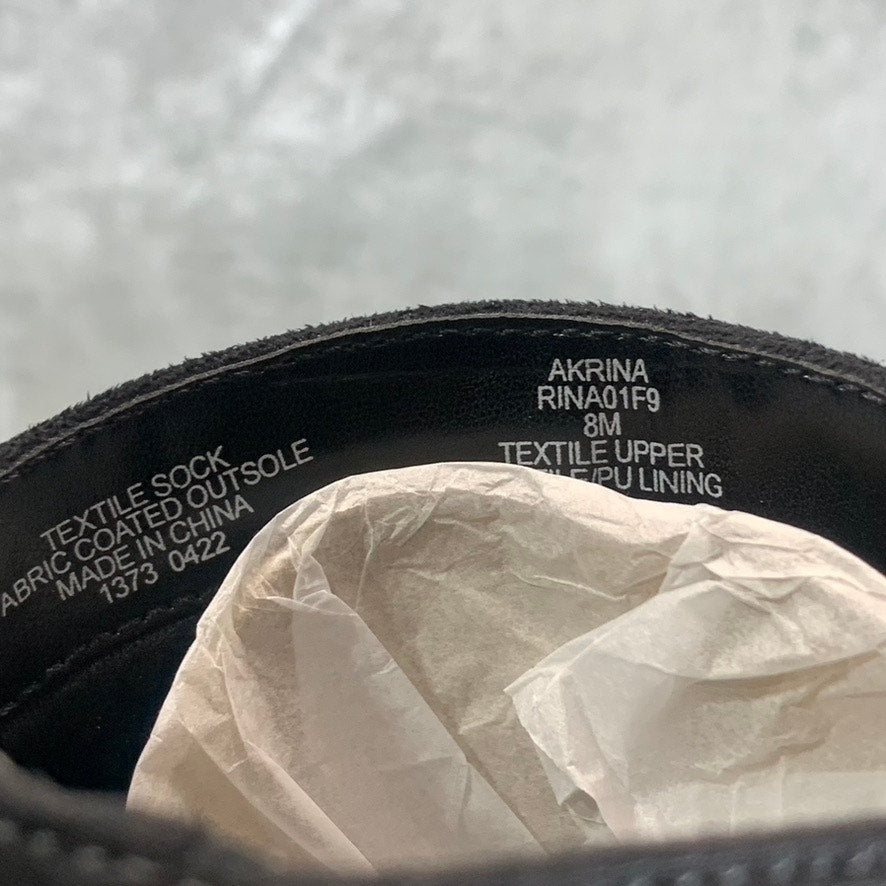 TEXTILE SOCK
ABRIC COATED OUTSOLE
MADE IN CHINA
1373 0422
AKRINA
RINA01F9
8M
TEXTILE UPPER
/PU LINING